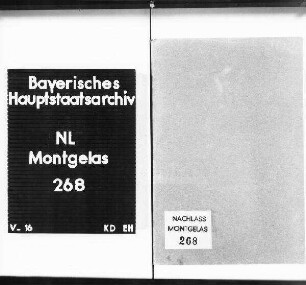 Bayerisches
Hauptstaatsarchiv
NL
Montgelas
268
V- 16 KD EH
NACHLASS
MONTGELAS
268